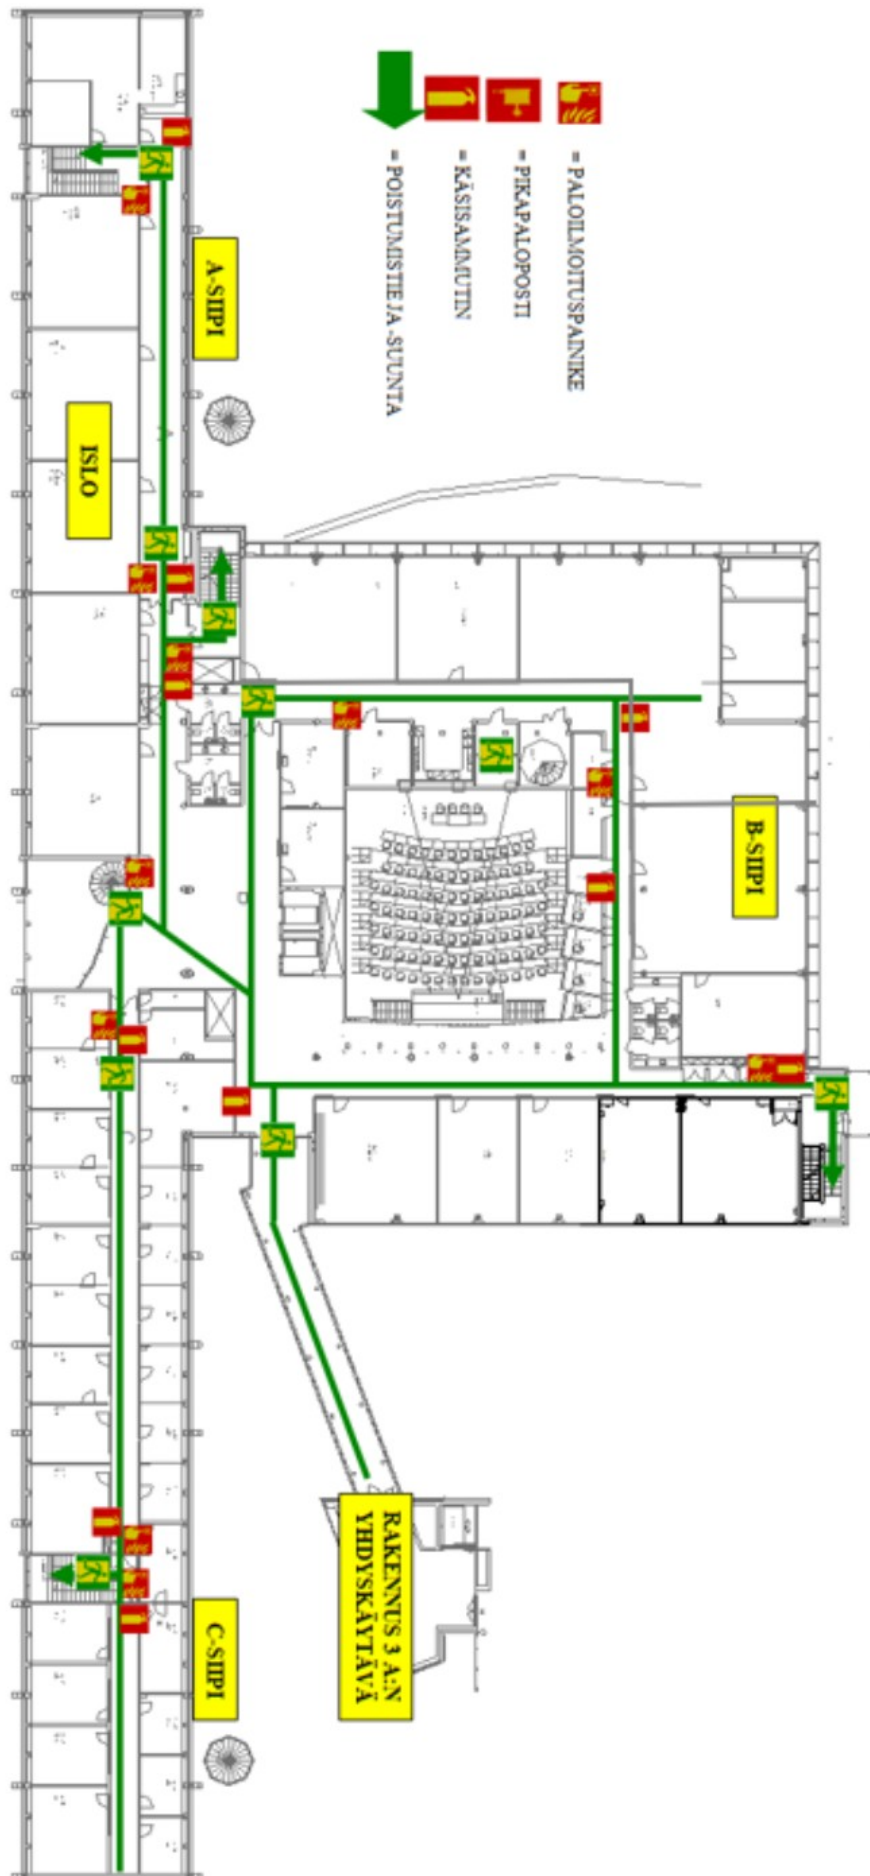 = PALOILMOITUSPAINIKE
= PIKAPALOPOSTI
= KÄSISAMMUTIN
= POISTUMISTIE JA -SUUNTA
A-SIIPI
ISLO
B-SIIPI
RAKENNUS 3 A:N
YHDYSKÄYTÄVÄ
C-SIIPI